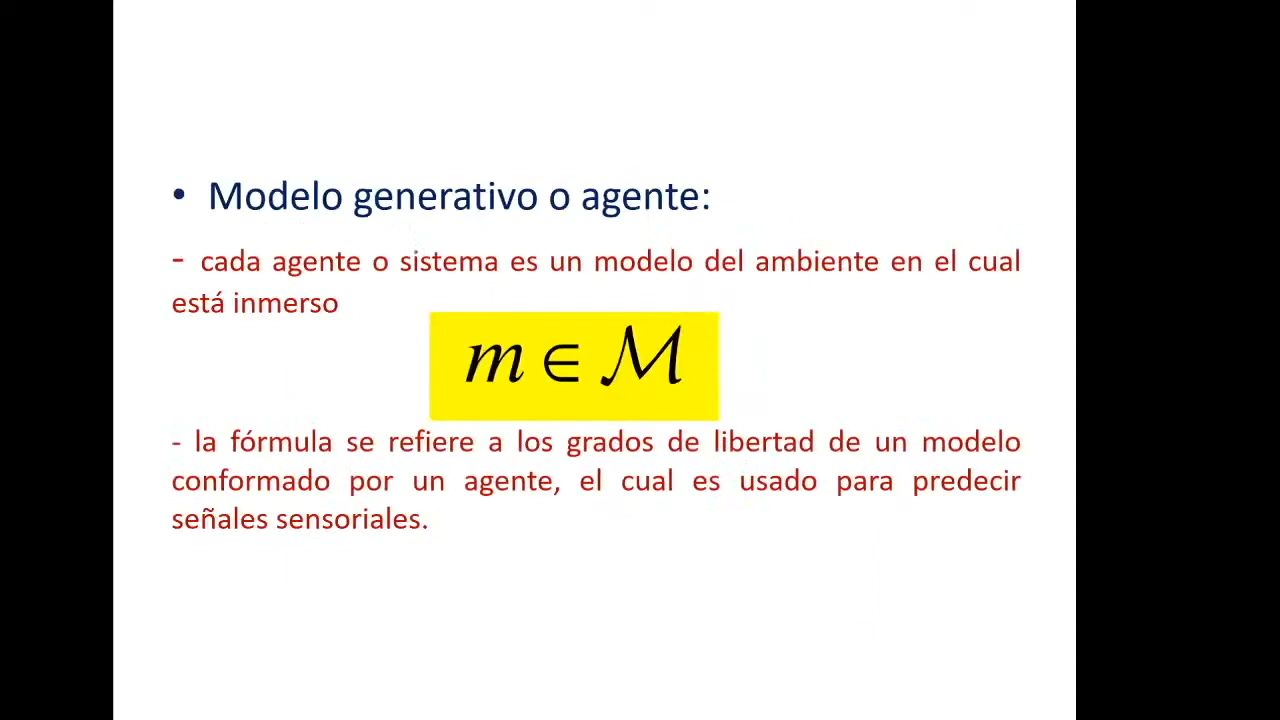 • Modelo generativo o agente:
- cada agente o sistema es un modelo del ambiente en el cual
está inmerso
m ∈ ℳ
- la fórmula se refiere a los grados de libertad de un modelo
conformado por un agente, el cual es usado para predecir
señales sensoriales.